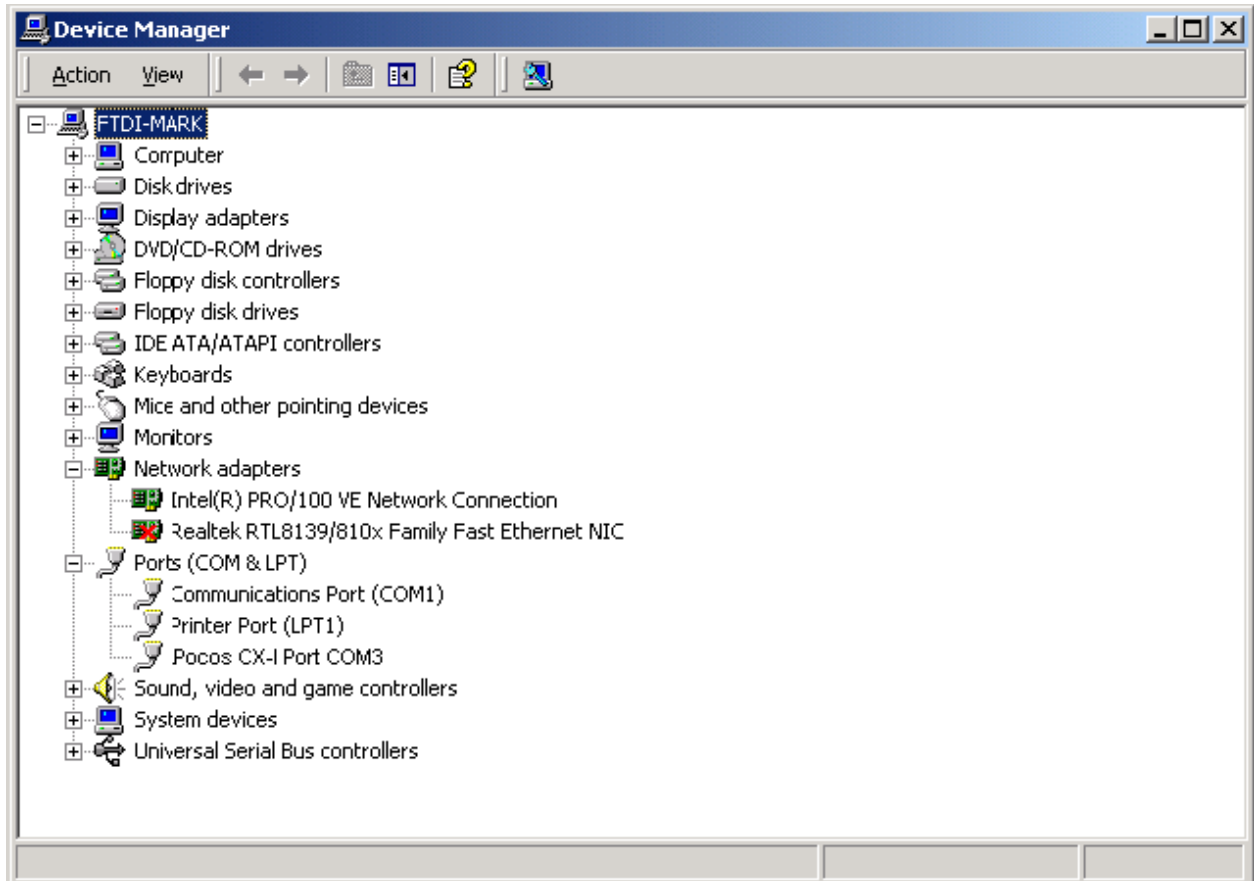 Device Manager
Action View
FTDI-MARK
Computer
Disk drives
Display adapters
DVD/CD-ROM drives
Floppy disk controllers
Floppy disk drives
IDE ATA/ATAPI controllers
Keyboards
Mice and other pointing devices
Monitors
Network adapters
Intel(R) PRO/100 VE Network Connection
Realtek RTL8139/810x Family Fast Ethernet NIC
Ports (COM & LPT)
Communications Port (COM1)
Printer Port (LPT1)
Pocos CX-I Port COM3
Sound, video and game controllers
System devices
Universal Serial Bus controllers